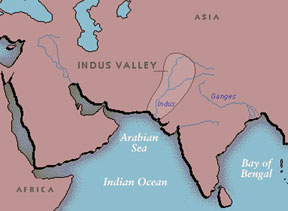 ASIA
INDUS VALLEY
Ganges
Indus
Arabian
Sea
Bay of
Bengal
Indian Ocean
AFRICA